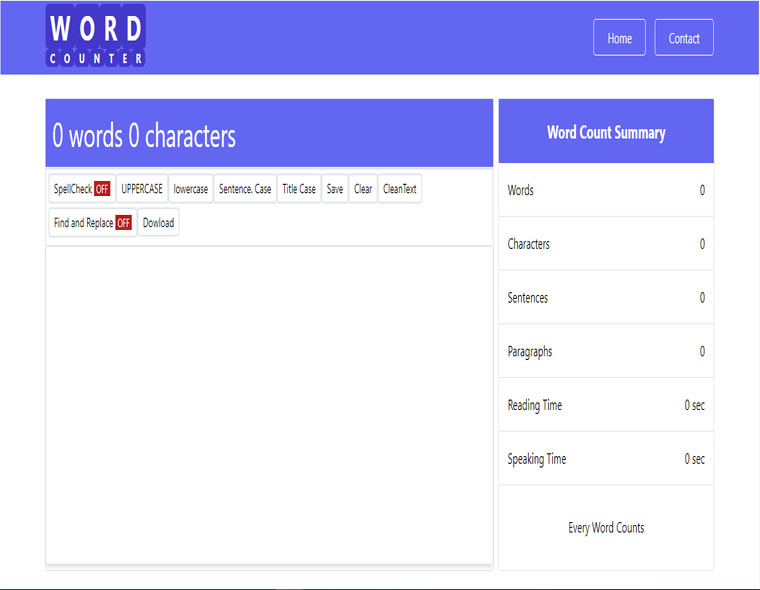 WORD
COUNTER
Home Contact
0 words 0 characters
SpellCheck OFF UPPERCASE lowercase Sentence. Case Title Case Save Clear CleanText
Find and Replace OFF Dowload
Word Count Summary
Words 0
Characters 0
Sentences 0
Paragraphs 0
Reading Time 0 sec
Speaking Time 0 sec
Every Word Counts